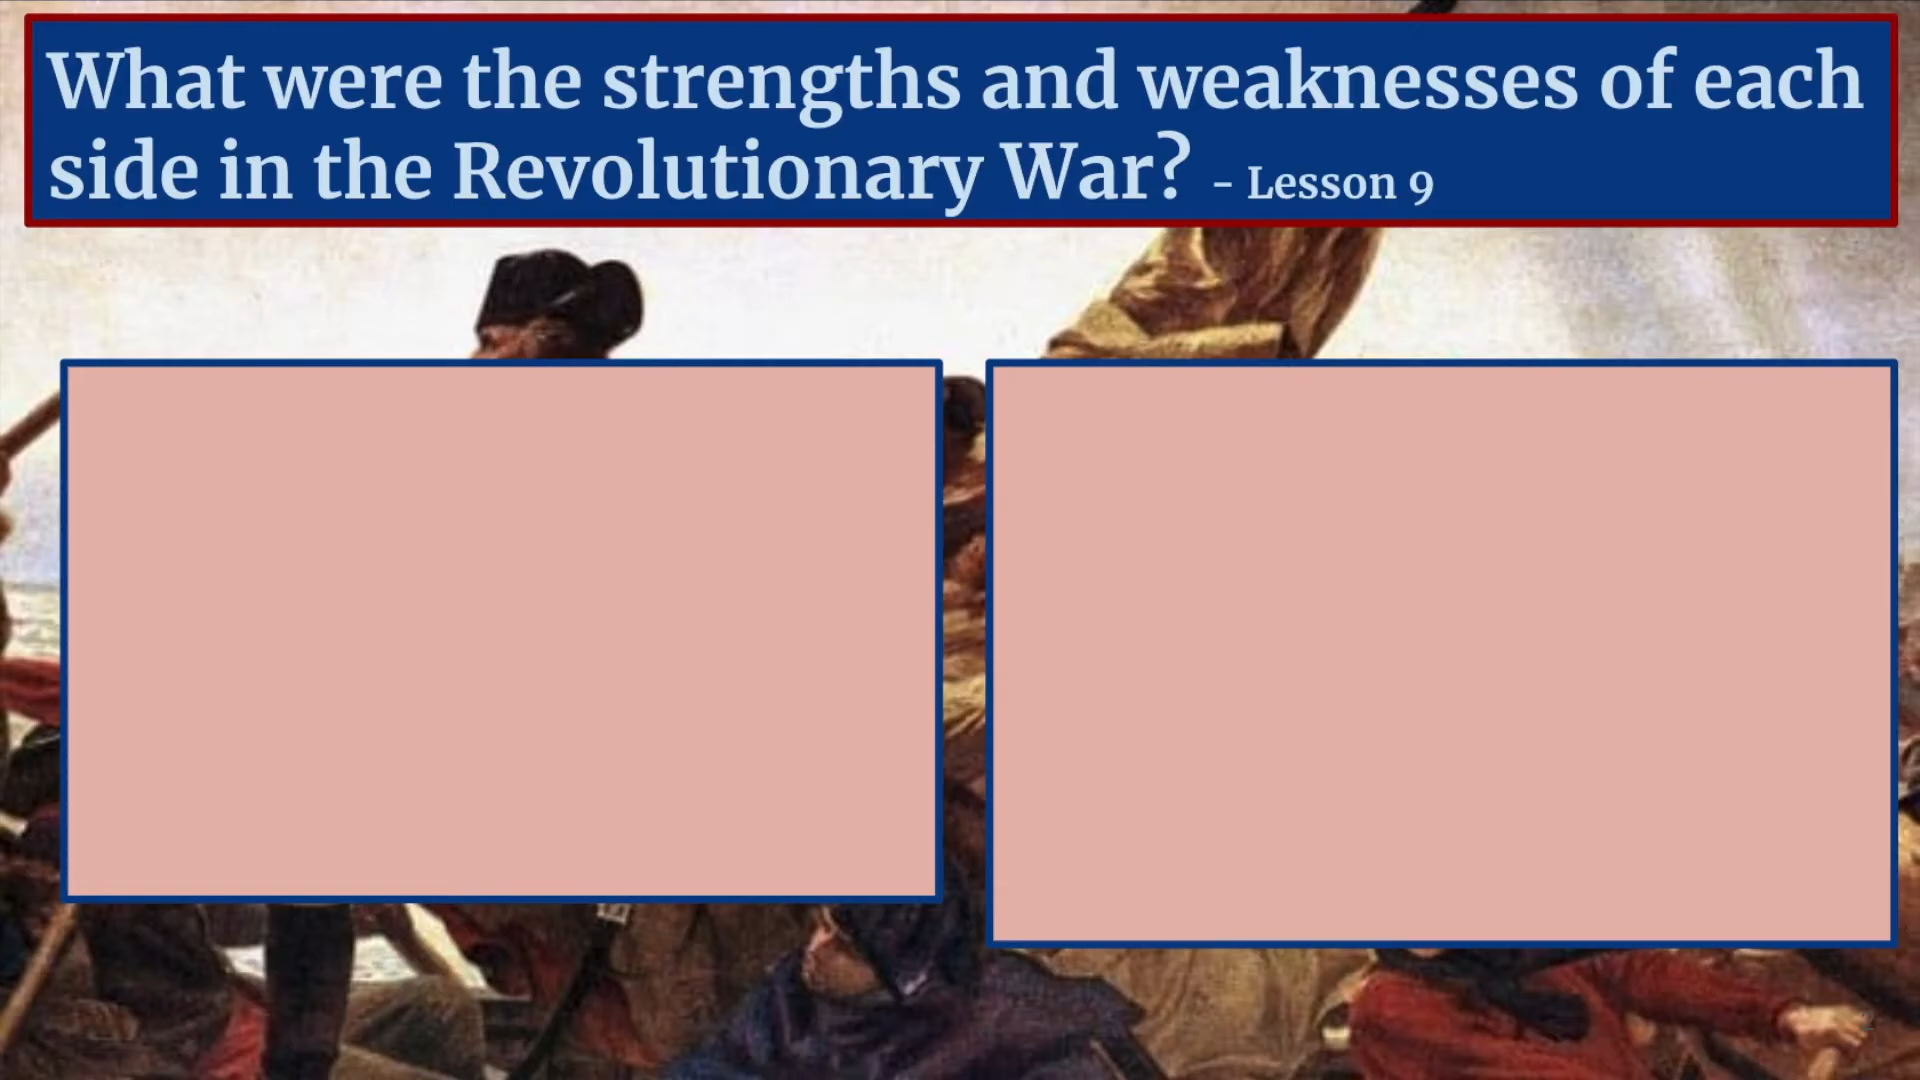 What were the strengths and weaknesses of each
side in the Revolutionary War? - Lesson 9